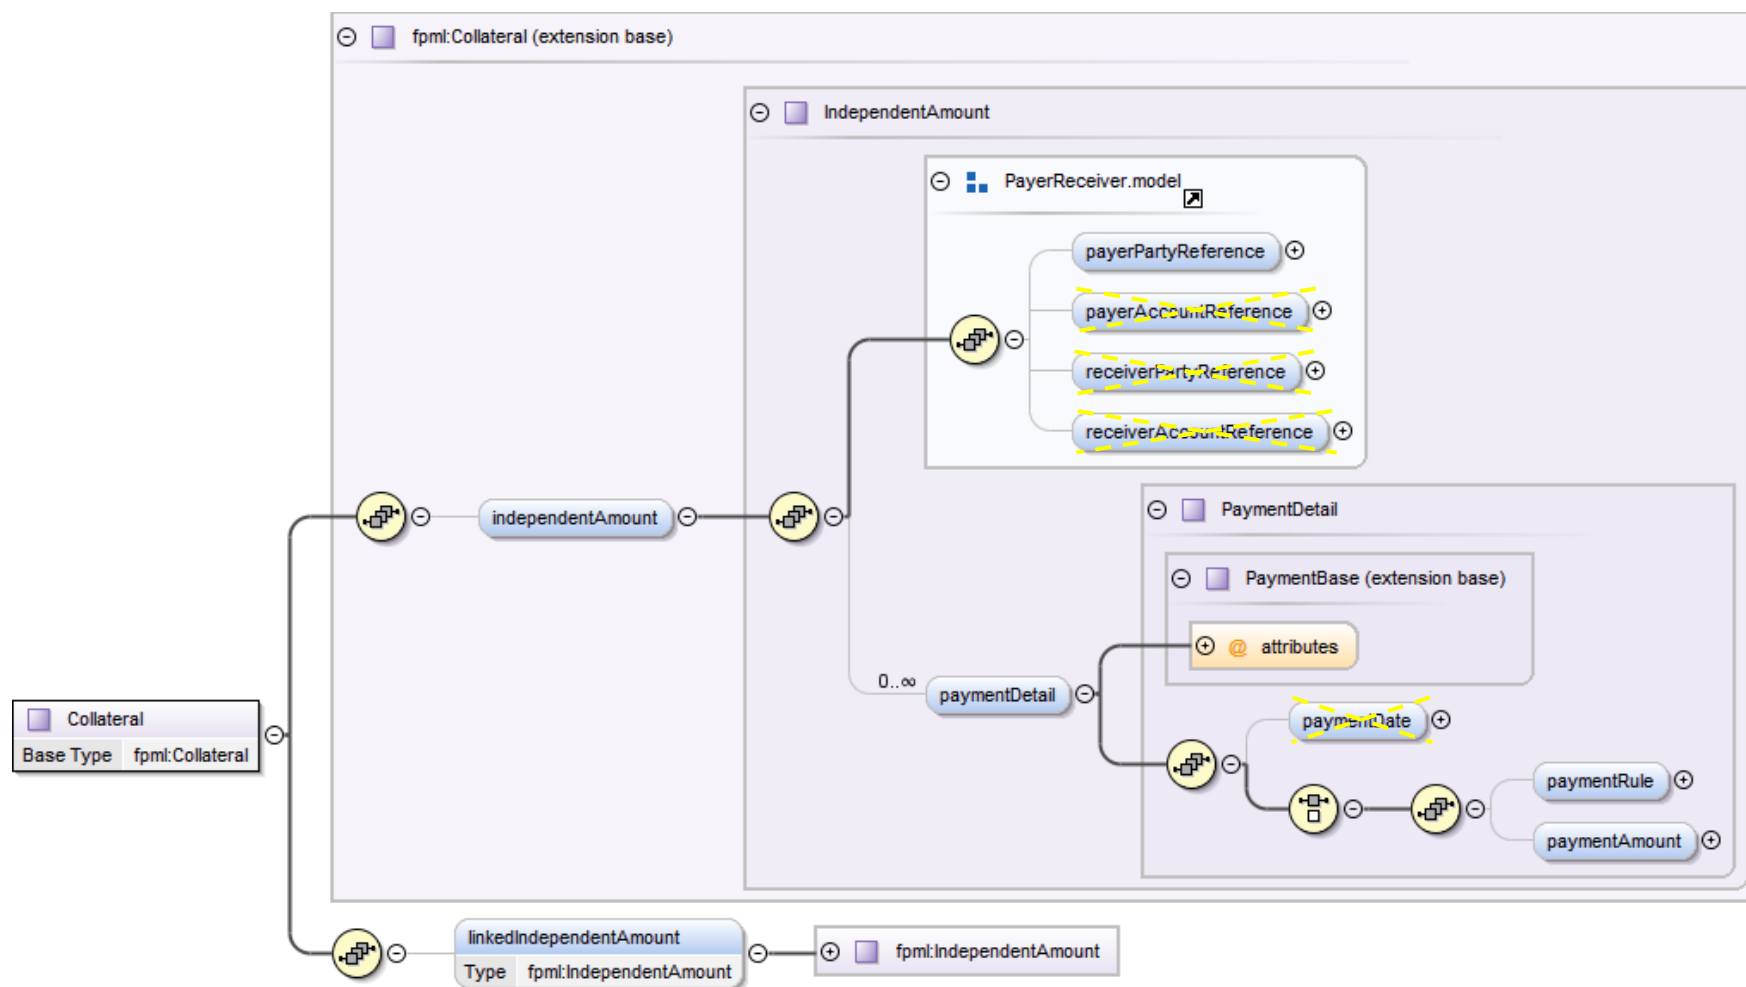 fpml:Collateral (extension base)
IndependentAmount
PayerReceiver.model
payerPartyReference
payerAccountReference
receiverPartyReference
receiverAccountReference
independentAmount
PaymentDetail
PaymentBase (extension base)
@ attributes
0..∞
paymentDetail
paymentDate
Collateral
Base Type fpml:Collateral
paymentRule
paymentAmount
linkedIndependentAmount
Type fpml:IndependentAmount
fpml:IndependentAmount